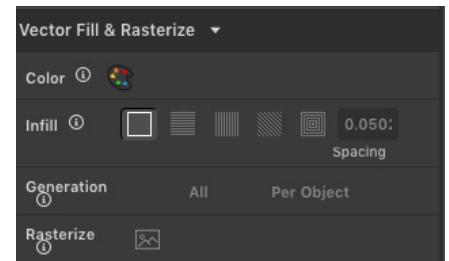 Vector Fill & Rasterize
Color
Infill 0.050
Spacing
Generation All Per Object
Rasterize